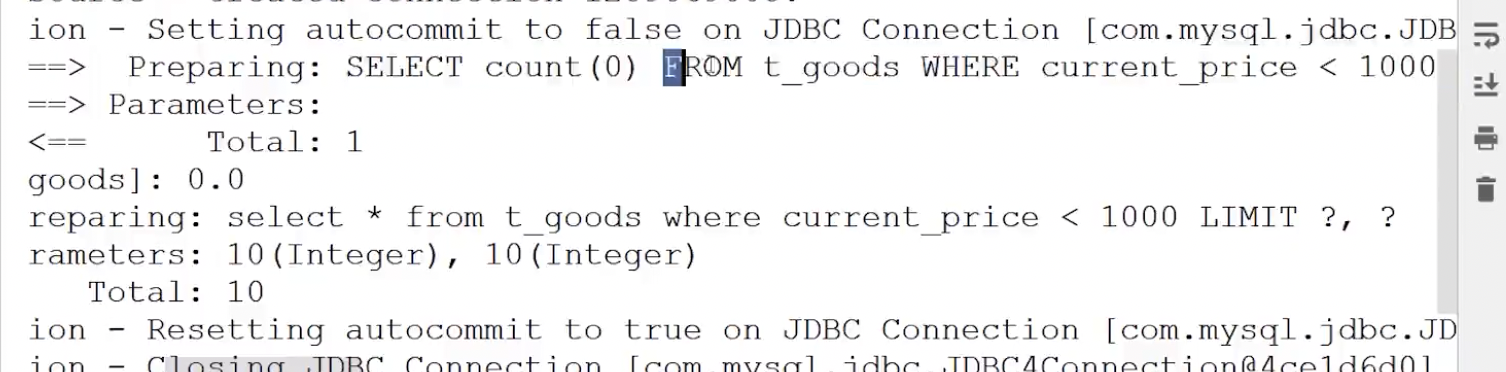 ion - Setting autocommit to false on JDBC Connection [com.mysql.jdbc.JDB
==>  Preparing: SELECT count(0) FROM t_goods WHERE current_price < 1000
==> Parameters:
<==      Total: 1
goods]: 0.0
reparing: select * from t_goods where current_price < 1000 LIMIT ?, ?
rameters: 10(Integer), 10(Integer)
   Total: 10
ion - Resetting autocommit to true on JDBC Connection [com.mysql.jdbc.JD
ion - Closing JDBC Connection [com.mysql.jdbc.JDBC4Connection@4ce1d6d0]